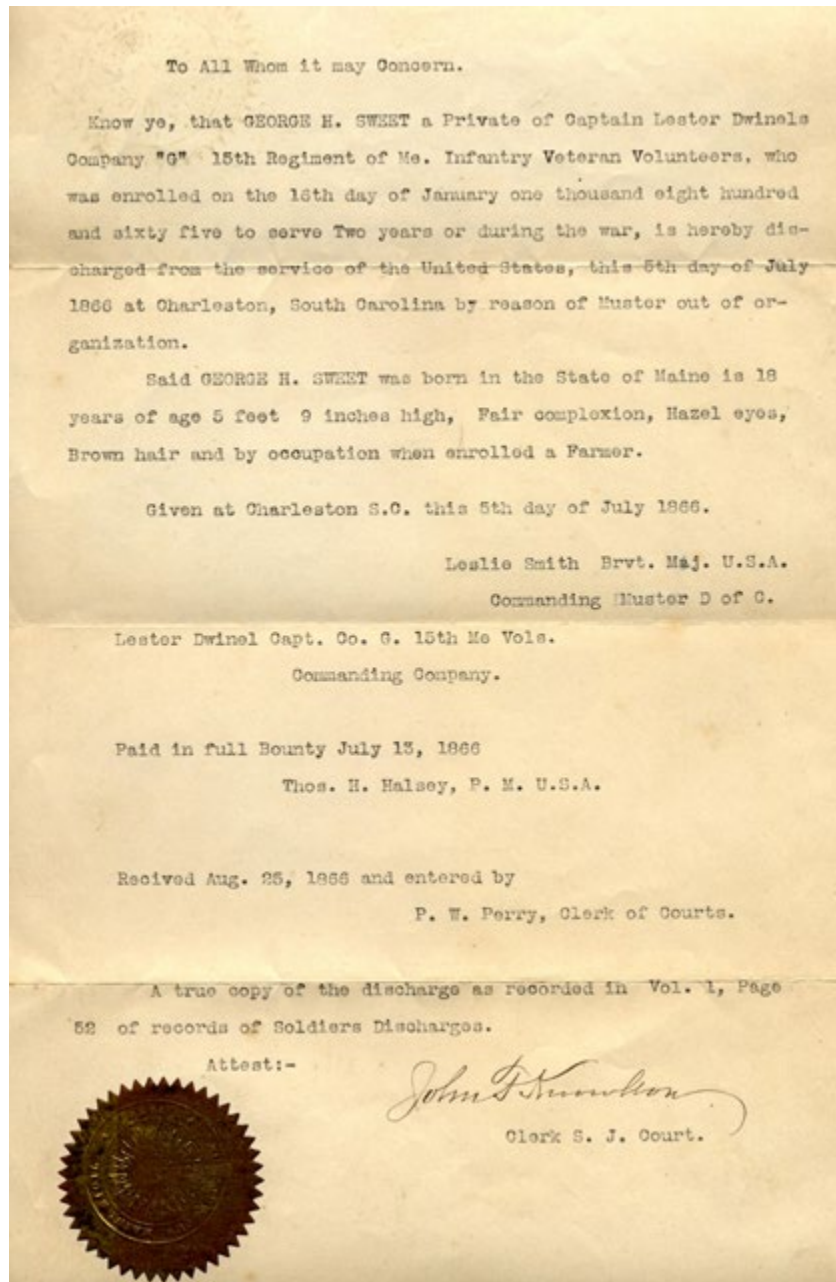 To All Whom it may Concern.
Know ye, that GEORGE H. SWEET a Private of Captain Lester Dwinels
Company "G" 15th Regiment of Me. Infantry Veteran Volunteers, who
was enrolled on the 16th day of January one thousand eight hundred
and sixty five to serve Two years or during the war, is hereby dis-
charged from the service of the United States, this 5th day of July
1866 at Charleston, South Carolina by reason of Muster out of or-
ganization.
Said GEORGE H. SWEET was born in the State of Maine is 18
years of age 5 feet 9 inches high, Fair complexion, Hazel eyes,
Brown hair and by occupation when enrolled a Farmer.
Given at Charleston S.C. this 5th day of July 1866.
Leslie Smith Brvt. Maj. U.S.A.
Commanding Muster D of C.
Lester Dwinel Capt. Co. G. 15th Me Vols.
Commanding Company.
Paid in full Bounty July 13, 1866
Thos. H. Halsey, P. M. U.S.A.
Recived Aug. 25, 1866 and entered by
P. W. Perry, Clerk of Courts.
A true copy of the discharge as recorded in Vol. 1, Page
52 of records of Soldiers Discharges.
Attest:-
John F Knowlton
Clerk S. J. Court.